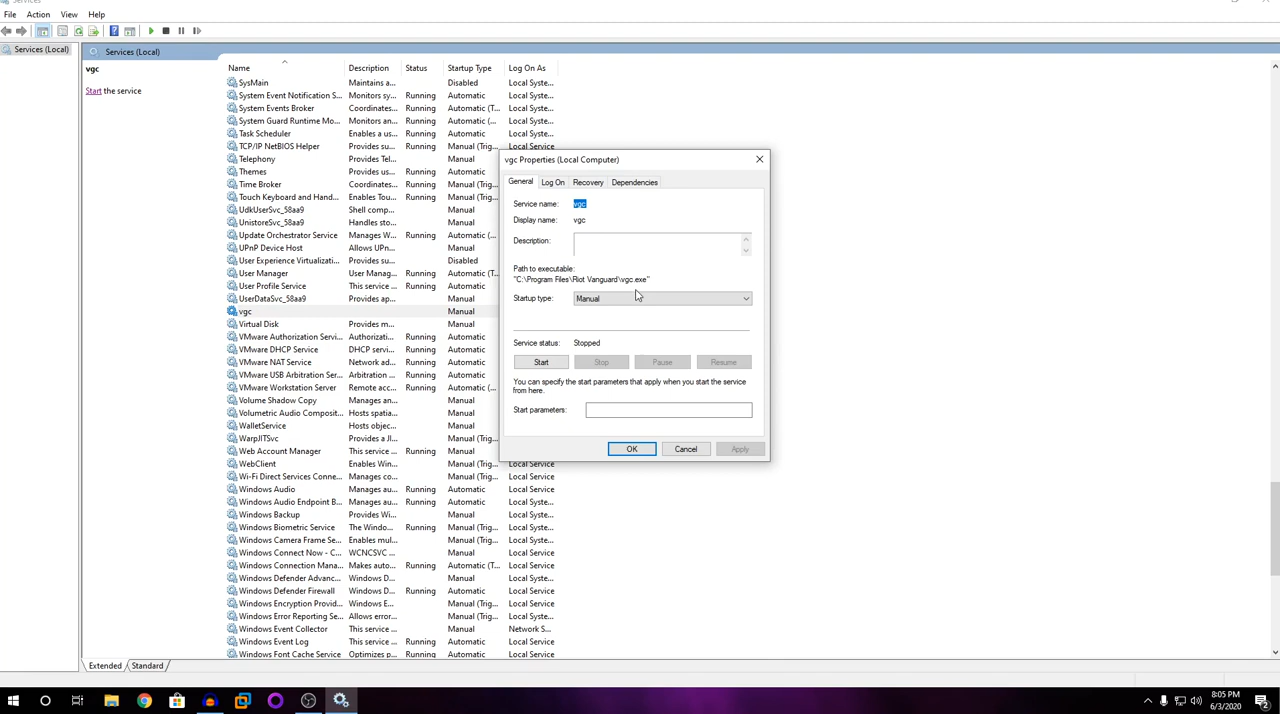 Services
File Action View Help
Services (Local)
Services (Local)
vgc
Start the service
Name Description Status Startup Type Log On As
SysMain Maintains a... Disabled Local Syste...
System Event Notification S... Monitors sy... Running Automatic Local Syste...
System Events Broker Coordinates... Running Automatic (T... Local Syste...
System Guard Runtime Mo... Monitors an... Running Automatic (... Local Syste...
Task Scheduler Enables a us... Running Automatic Local Syste...
TCP/IP NetBIOS Helper Provides su... Running Manual (Trig... Local Service
Telephony Provides Tel... Manual
Themes Provides us... Running Automatic
Time Broker Coordinates... Running Manual (Trig...
Touch Keyboard and Handw... Enables Tou... Running Manual (Trig...
UdkUserSvc_58aa9 Shell comp... Manual
UnistoreSvc_58aa9 Handles sto... Manual
Update Orchestrator Service Manages W... Running Automatic (...
UPnP Device Host Allows UPn... Manual
User Experience Virtualizati... Provides su... Disabled
User Manager User Manag... Running Automatic (T...
User Profile Service This service ... Running Automatic
UserDataSvc_58aa9 Provides ap... Manual
vgc Manual
Virtual Disk Provides m... Manual
VMware Authorization Servi... Authorizati... Running Automatic
VMware DHCP Service DHCP servi... Running Automatic
VMware NAT Service Network ad... Running Automatic
VMware USB Arbitration Ser... Arbitration ... Running Automatic
VMware Workstation Server Remote acc... Running Automatic (...
Volume Shadow Copy Manages an... Manual
Volumetric Audio Composit... Hosts spatia... Manual
WalletService Hosts objec... Manual
WarpJITSvc Provides a JI... Manual (Trig...
Web Account Manager This service ... Running Manual
WebClient Enables Win... Manual (Trig... Local Service
Wi-Fi Direct Services Conne... Manages co... Manual (Trig... Local Service
Windows Audio Manages au... Running Automatic Local Service
Windows Audio Endpoint B... Manages au... Running Automatic Local Syste...
Windows Backup Provides Wi... Manual Local Syste...
Windows Biometric Service The Windo... Running Manual (Trig... Local Syste...
Windows Camera Frame Se... Enables mul... Manual (Trig... Local Service
Windows Connect Now - C... WCNCSVC ... Manual Local Service
Windows Connection Mana... Makes auto... Running Automatic (T... Local Service
Windows Defender Advanc... Windows D... Manual Local Syste...
Windows Defender Firewall Windows D... Running Automatic Local Service
Windows Encryption Provid... Windows E... Manual (Trig... Local Service
Windows Error Reporting Se... Allows error... Manual (Trig... Local Syste...
Windows Event Collector This service ... Manual Network S...
Windows Event Log This service ... Running Automatic Local Service
Windows Font Cache Service Optimizes p... Running Automatic Local Service
vgc Properties (Local Computer)
General Log On Recovery Dependencies
Service name: vgc
Display name: vgc
Description:
Path to executable:
"C:\Program Files\Riot Vanguard\vgc.exe"
Startup type: Manual
Service status: Stopped
Start Stop Pause Resume
You can specify the start parameters that apply when you start the service
from here.
Start parameters:
OK Cancel Apply
Extended Standard
8:05 PM
6/3/2020
2